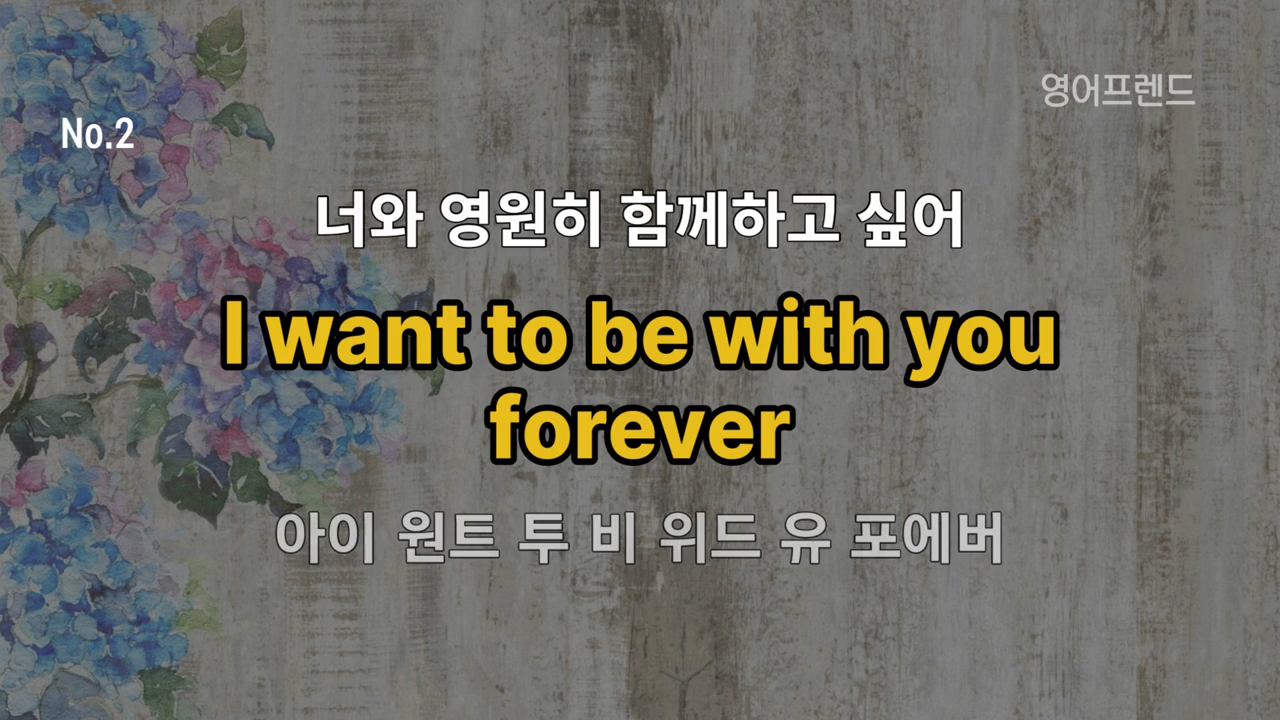 영어프렌드
No.2
너와 영원히 함께하고 싶어
I want to be with you
forever
아이 원트 투 비 위드 유 포에버